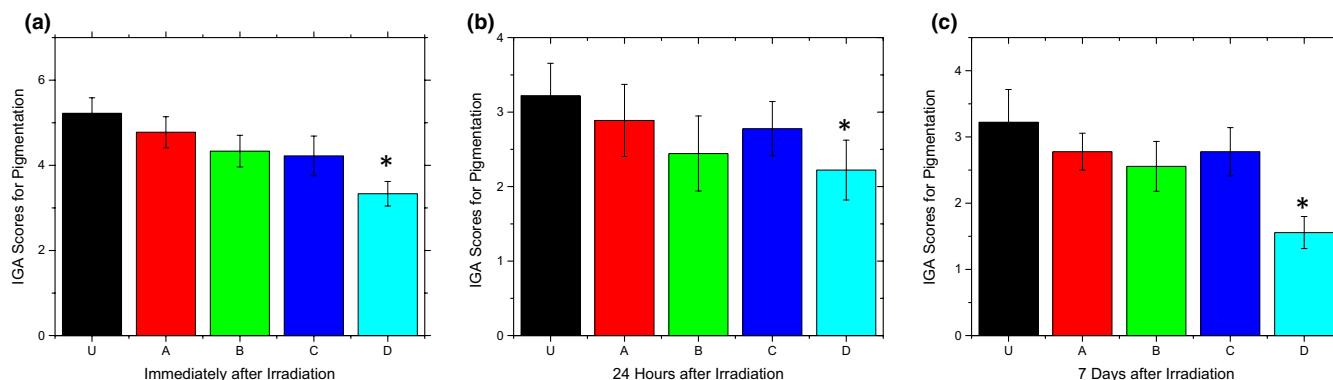 (a)
IGA Scores for Pigmentation
6
4
2
0
*
U A B C D
Immediately after Irradiation
(b)
IGA Scores for Pigmentation
4
3
2
1
0
*
U A B C D
24 Hours after Irradiation
(c)
IGA Scores for Pigmentation
4
3
2
1
0
*
U A B C D
7 Days after Irradiation